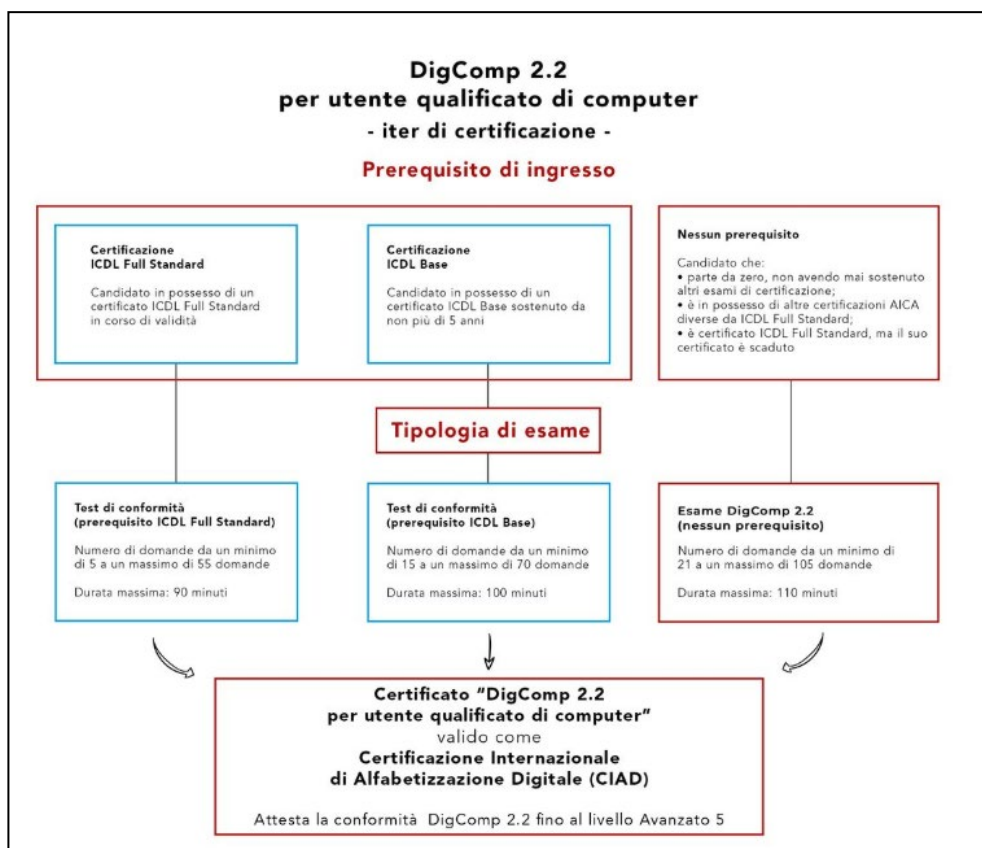 DigComp 2.2
per utente qualificato di computer
- iter di certificazione -
Prerequisito di ingresso
Certificazione
ICDL Full Standard
Candidato in possesso di un
certificato ICDL Full Standard
in corso di validità
Certificazione
ICDL Base
Candidato in possesso di un
certificato ICDL Base sostenuto da
non più di 5 anni
Nessun prerequisito
Candidato che:
• parte da zero, non avendo mai sostenuto
altri esami di certificazione;
• è in possesso di altre certificazioni AICA
diverse da ICDL Full Standard;
• è certificato ICDL Full Standard, ma il suo
certificato è scaduto
Tipologia di esame
Test di conformità
(prerequisito ICDL Full Standard)
Numero di domande da un minimo
di 5 a un massimo di 55 domande
Durata massima: 90 minuti
Test di conformità
(prerequisito ICDL Base)
Numero di domande da un minimo
di 15 a un massimo di 70 domande
Durata massima: 100 minuti
Esame DigComp 2.2
(nessun prerequisito)
Numero di domande da un minimo di
21 a un massimo di 105 domande
Durata massima: 110 minuti
Certificato "DigComp 2.2
per utente qualificato di computer"
valido come
Certificazione Internazionale
di Alfabetizzazione Digitale (CIAD)
Attesta la conformità DigComp 2.2 fino al livello Avanzato 5